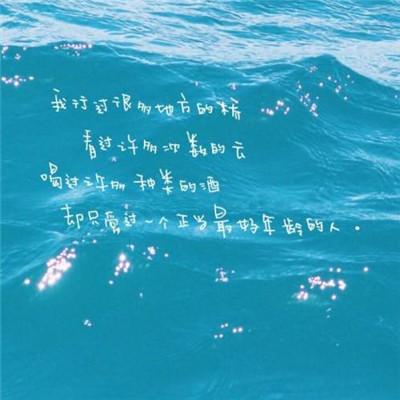 我行过很多地方的桥
看过许多次数的云
喝过许多种类的酒
却只爱过一个正当最好年龄的人。